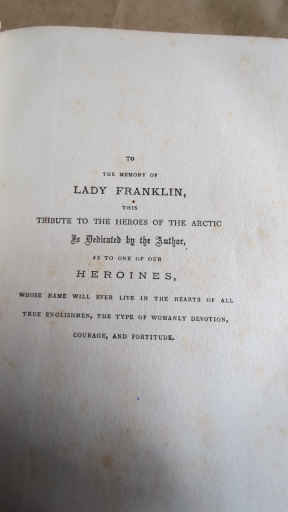 TO
THE MEMORY OF
LADY FRANKLIN,
THIS
TRIBUTE TO THE HEROES OF THE ARCTIC
Is Dedicated by the Author,
AS TO ONE OF OUR
HEROINES,
WHOSE NAME WILL EVER LIVE IN THE HEARTS OF ALL
TRUE ENGLISHMEN, THE TYPE OF WOMANLY DEVOTION,
COURAGE, AND FORTITUDE.